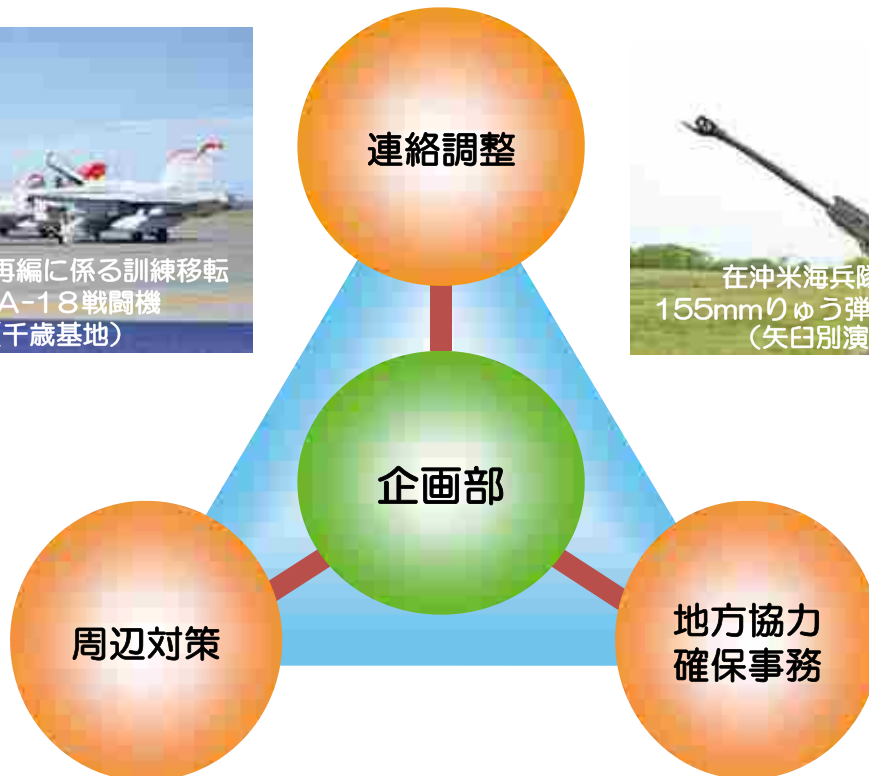 連絡調整
再編に係る訓練移転
A-18戦闘機
(千歳基地)
在沖米海兵隊
155mmりゅう弾
(矢臼別演
企画部
周辺対策
地方協力
確保事務